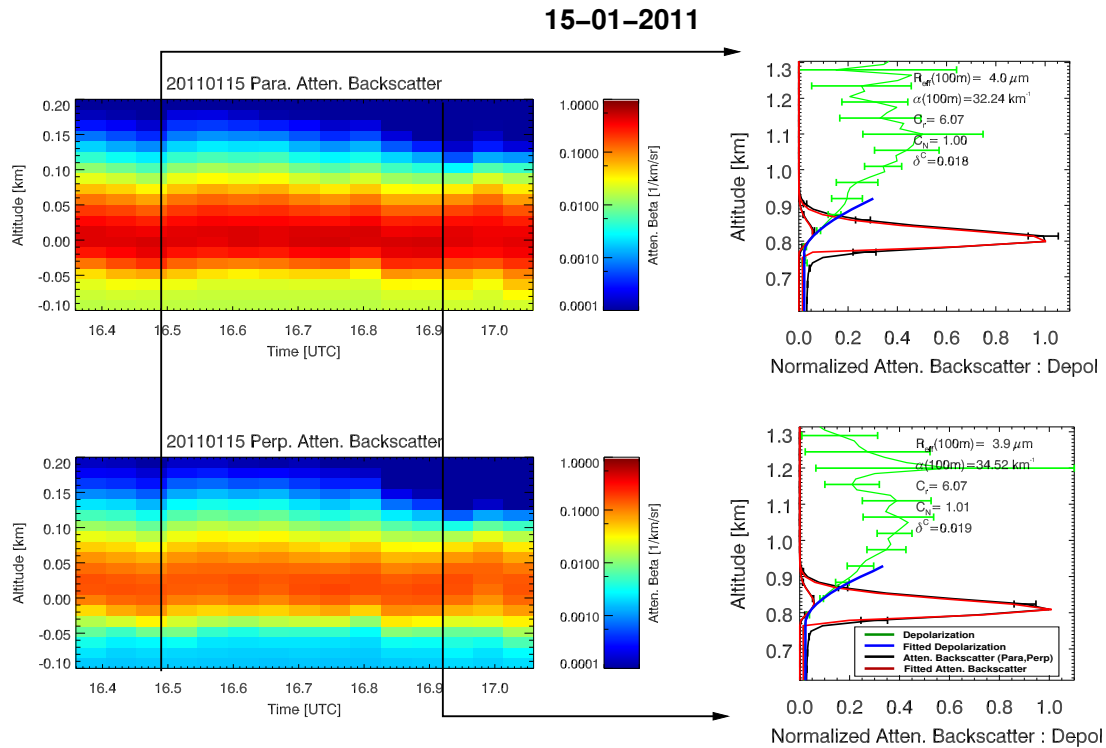 15-01-2011
20110115 Para. Atten. Backscatter
Altitude [km]
0.20
0.15
0.10
0.05
0.00
-0.05
-0.10
16.4 16.5 16.6 16.7 16.8 16.9 17.0
Time [UTC]
1.0000
0.1000
0.0100
0.0010
0.0001
Atten. Beta [1/km/sr]
Altitude [km]
1.3
1.2
1.1
1.0
0.9
0.8
0.7
R_eff(100m)= 4.0 μm
α(100m)=32.24 km⁻¹
C_r= 6.07
C_N= 1.00
δ^C=0.018
0.0 0.2 0.4 0.6 0.8 1.0
Normalized Atten. Backscatter : Depol
20110115 Perp. Atten. Backscatter
Altitude [km]
0.20
0.15
0.10
0.05
0.00
-0.05
-0.10
16.4 16.5 16.6 16.7 16.8 16.9 17.0
Time [UTC]
1.0000
0.1000
0.0100
0.0010
0.0001
Atten. Beta [1/km/sr]
Altitude [km]
1.3
1.2
1.1
1.0
0.9
0.8
0.7
R_eff(100m)= 3.9 μm
α(100m)=34.52 km⁻¹
C_r= 6.07
C_N= 1.01
δ^C=0.019
Depolarization
Fitted Depolarization
Atten. Backscatter (Para,Perp)
Fitted Atten. Backscatter
0.0 0.2 0.4 0.6 0.8 1.0
Normalized Atten. Backscatter : Depol